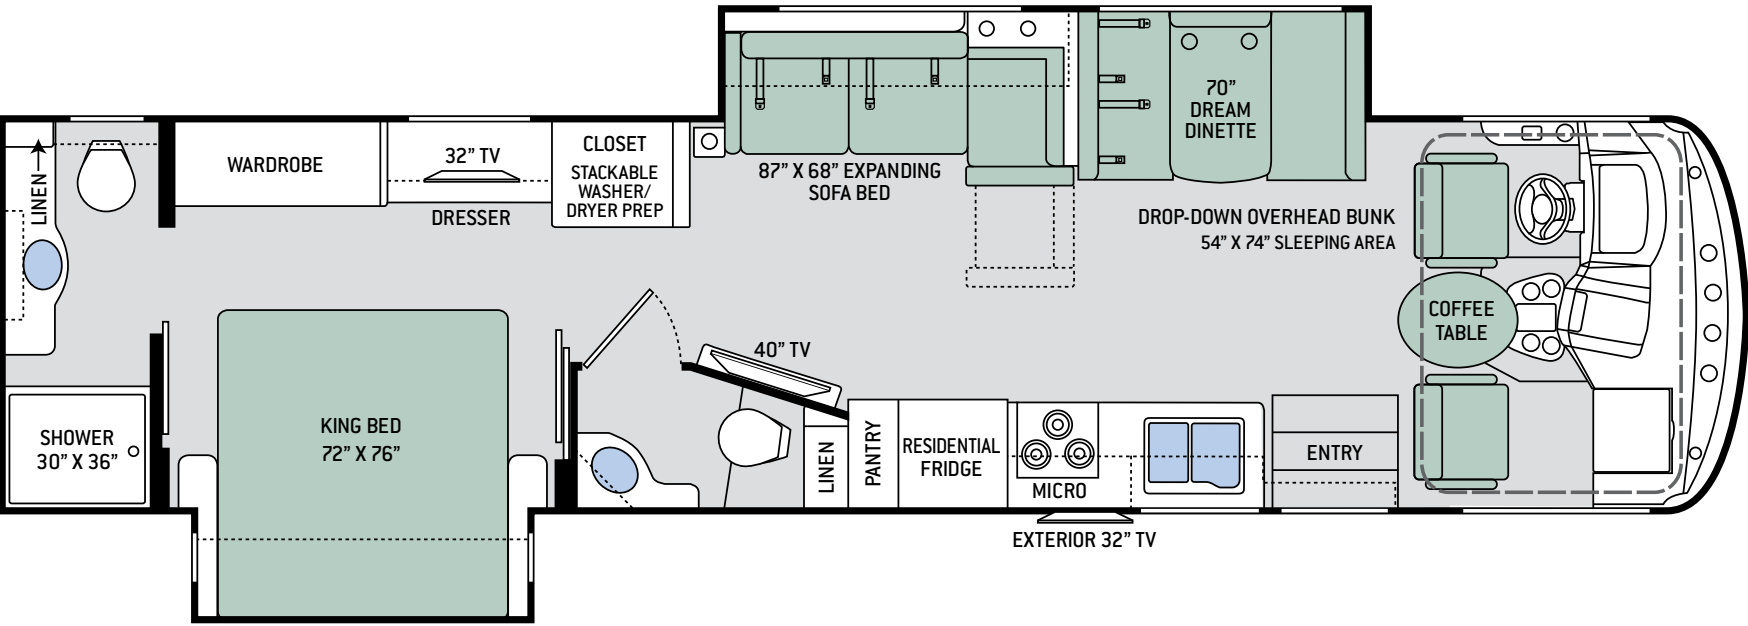 LINEN
WARDROBE
32” TV
DRESSER
CLOSET
STACKABLE
WASHER/
DRYER PREP
87” X 68” EXPANDING
SOFA BED
70”
DREAM
DINETTE
DROP-DOWN OVERHEAD BUNK
54” X 74” SLEEPING AREA
COFFEE
TABLE
40” TV
KING BED
72” X 76”
SHOWER
30” X 36”
LINEN
PANTRY
RESIDENTIAL
FRIDGE
MICRO
ENTRY
EXTERIOR 32” TV